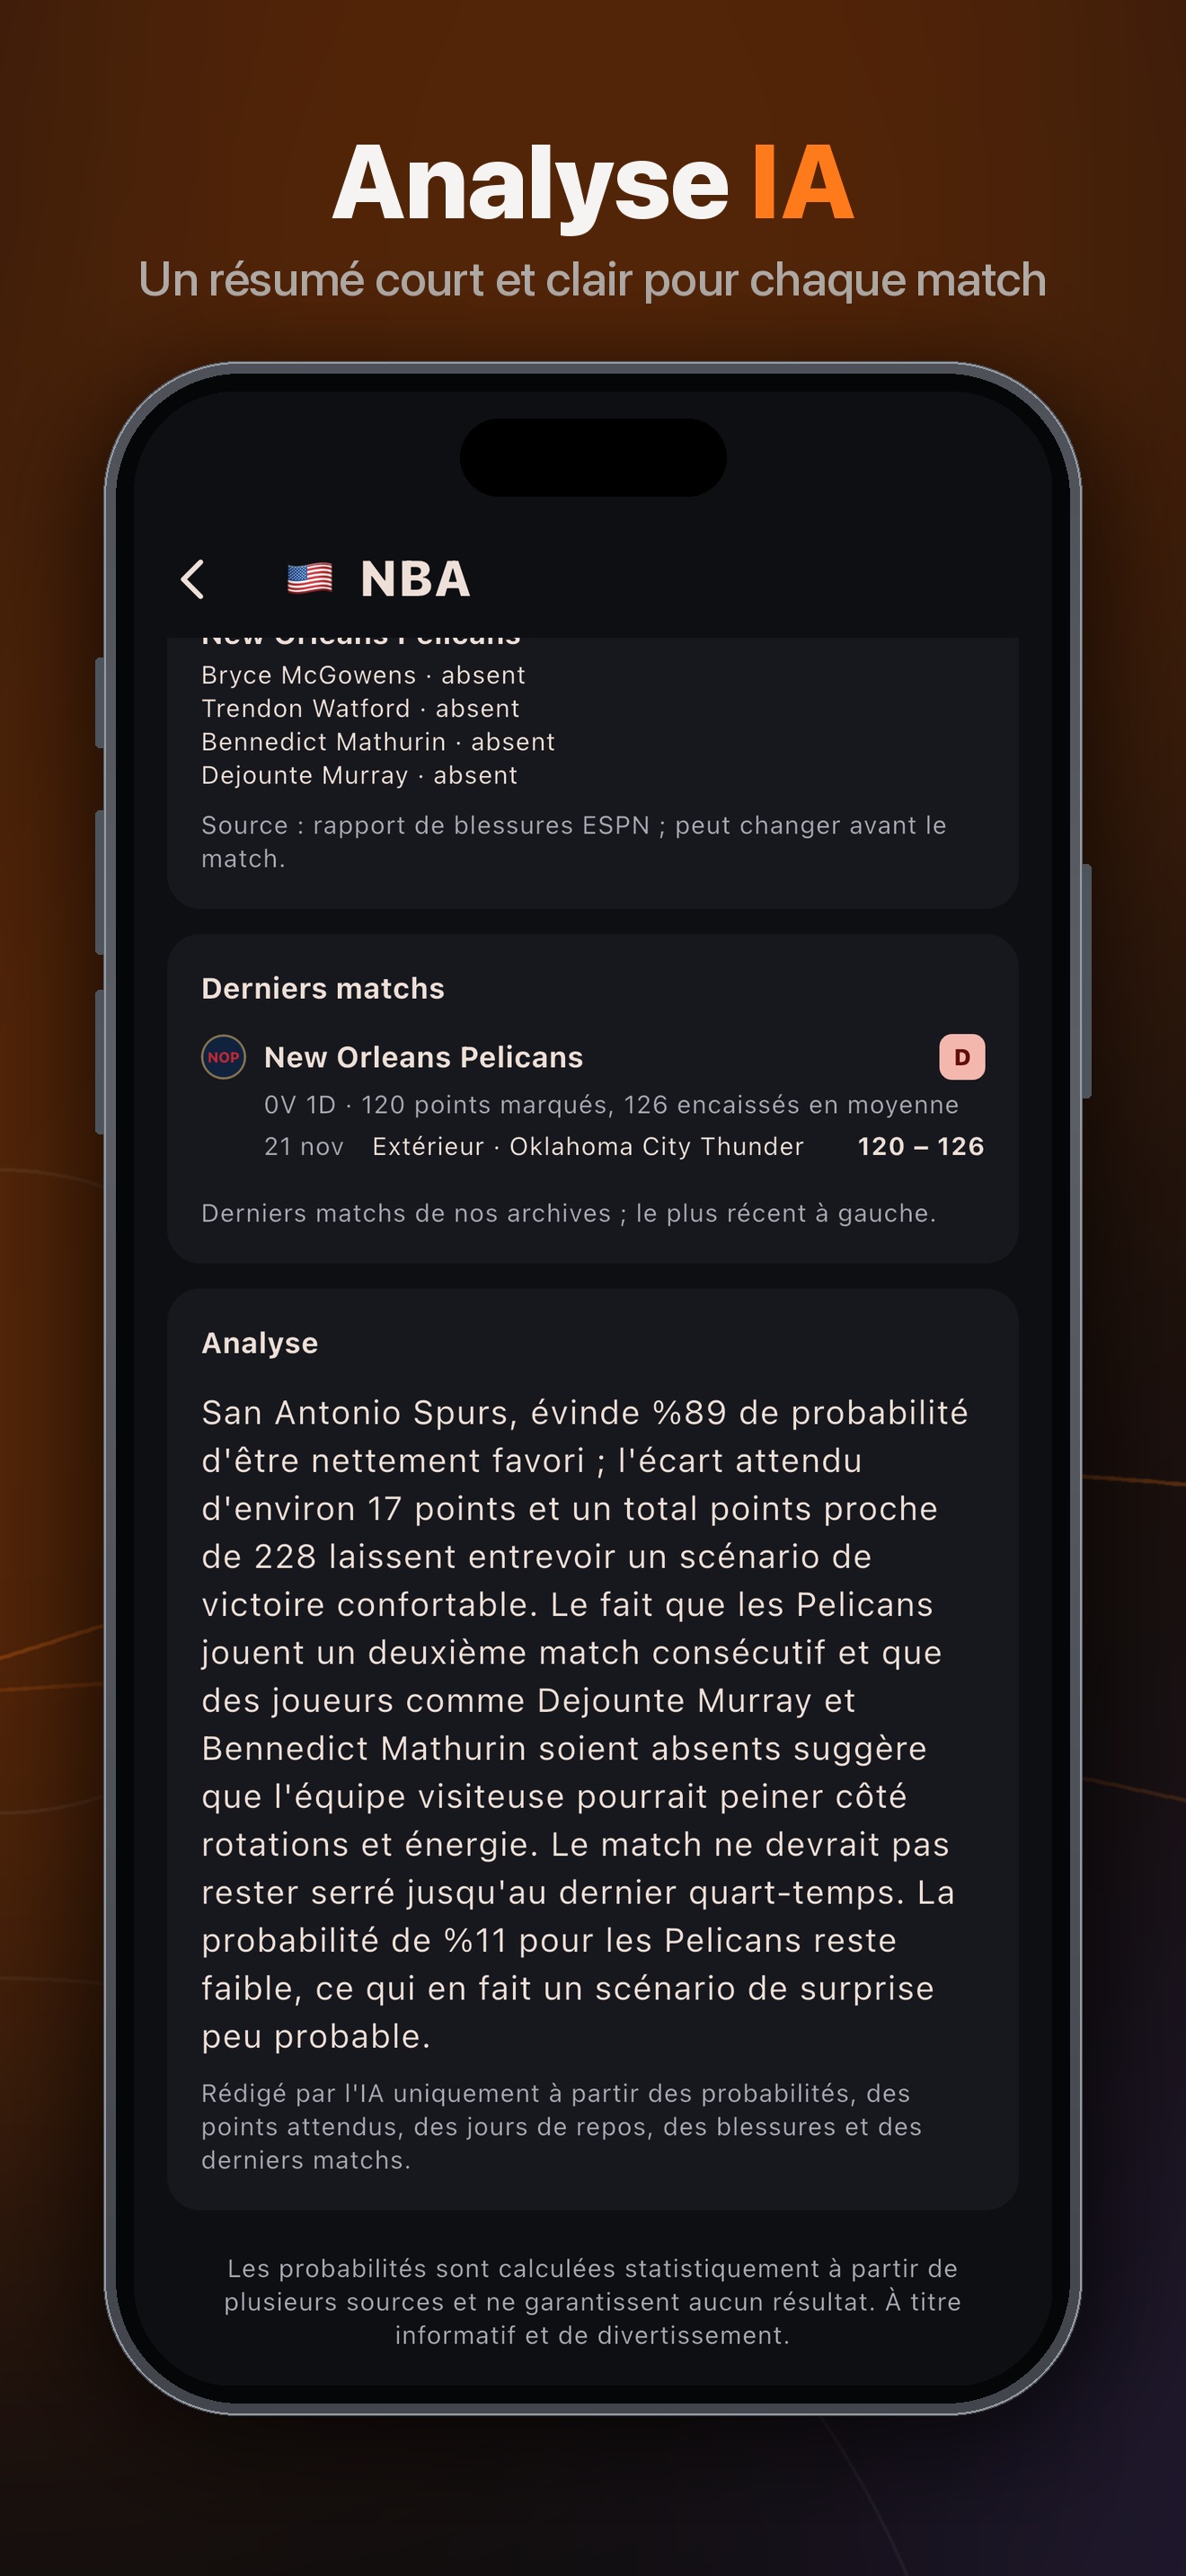 Analyse IA
Un résumé court et clair pour chaque match
NBA
New Orleans Pelicans
Bryce McGowens · absent
Trendon Watford · absent
Bennedict Mathurin · absent
Dejounte Murray · absent
Source : rapport de blessures ESPN ; peut changer avant le
match.
Derniers matchs
NOP New Orleans Pelicans D
0V 1D · 120 points marqués, 126 encaissés en moyenne
21 nov Extérieur · Oklahoma City Thunder 120 – 126
Derniers matchs de nos archives ; le plus récent à gauche.
Analyse
San Antonio Spurs, évinde %89 de probabilité
d'être nettement favori ; l'écart attendu
d'environ 17 points et un total points proche
de 228 laissent entrevoir un scénario de
victoire confortable. Le fait que les Pelicans
jouent un deuxième match consécutif et que
des joueurs comme Dejounte Murray et
Bennedict Mathurin soient absents suggère
que l'équipe visiteuse pourrait peiner côté
rotations et énergie. Le match ne devrait pas
rester serré jusqu'au dernier quart-temps. La
probabilité de %11 pour les Pelicans reste
faible, ce qui en fait un scénario de surprise
peu probable.
Rédigé par l'IA uniquement à partir des probabilités, des
points attendus, des jours de repos, des blessures et des
derniers matchs.
Les probabilités sont calculées statistiquement à partir de
plusieurs sources et ne garantissent aucun résultat. À titre
informatif et de divertissement.